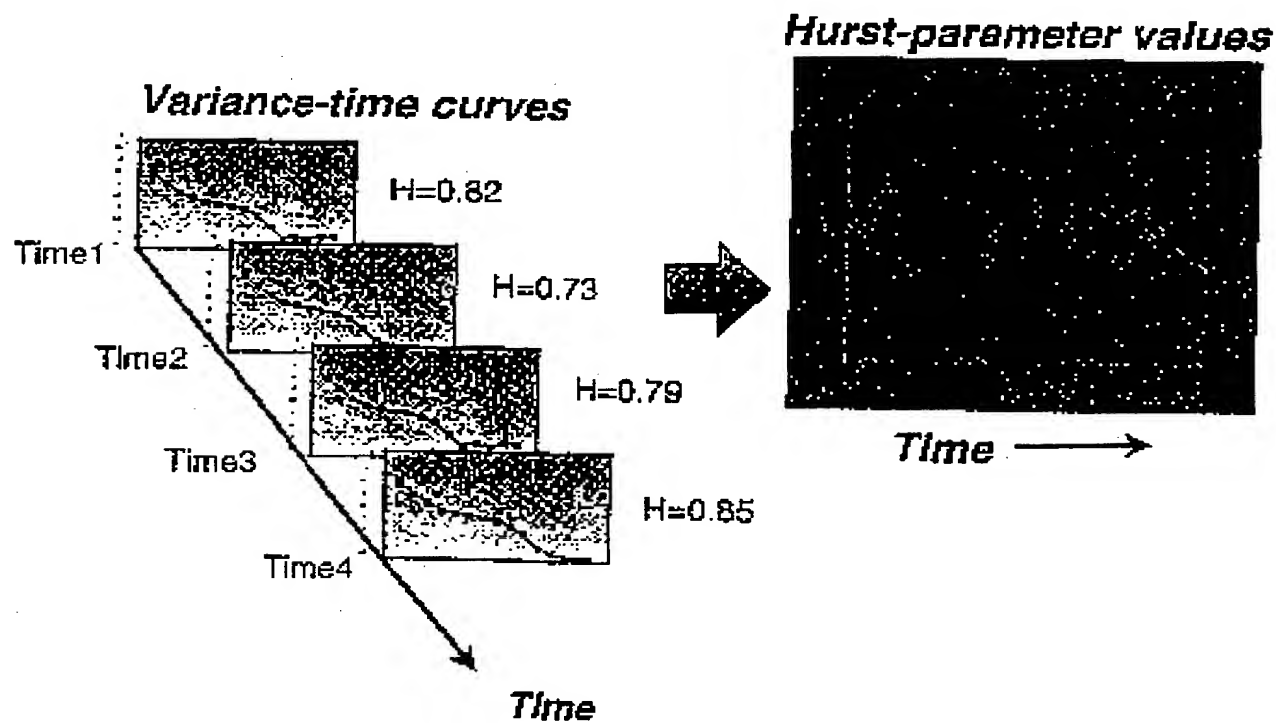 Hurst-parameter values
Variance-time curves
H=0.82
Time1
H=0.73
Time2
H=0.79
Time3
Time
H=0.85
Time4
Time